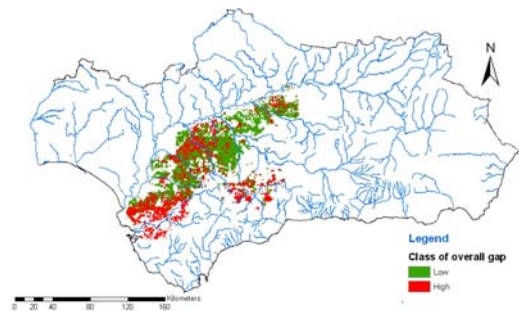 N
Legend
Class of overall gap
Low
High
Kilometers
0 20 40 80 120 160